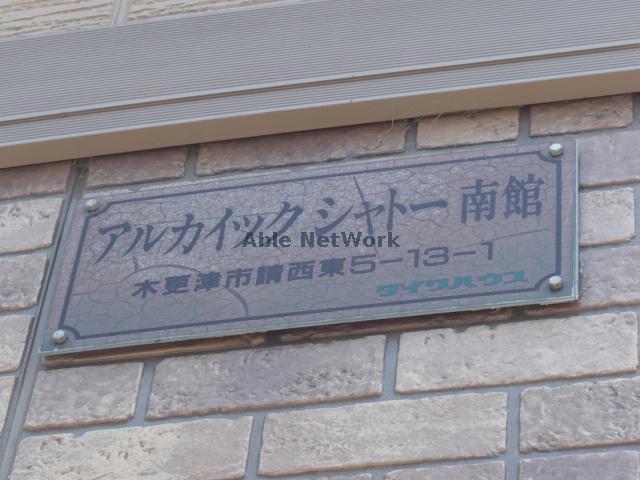 アルカイック シャトー 南館
Able NetWork
木更津市請西東5-13-1
ダイワハウス